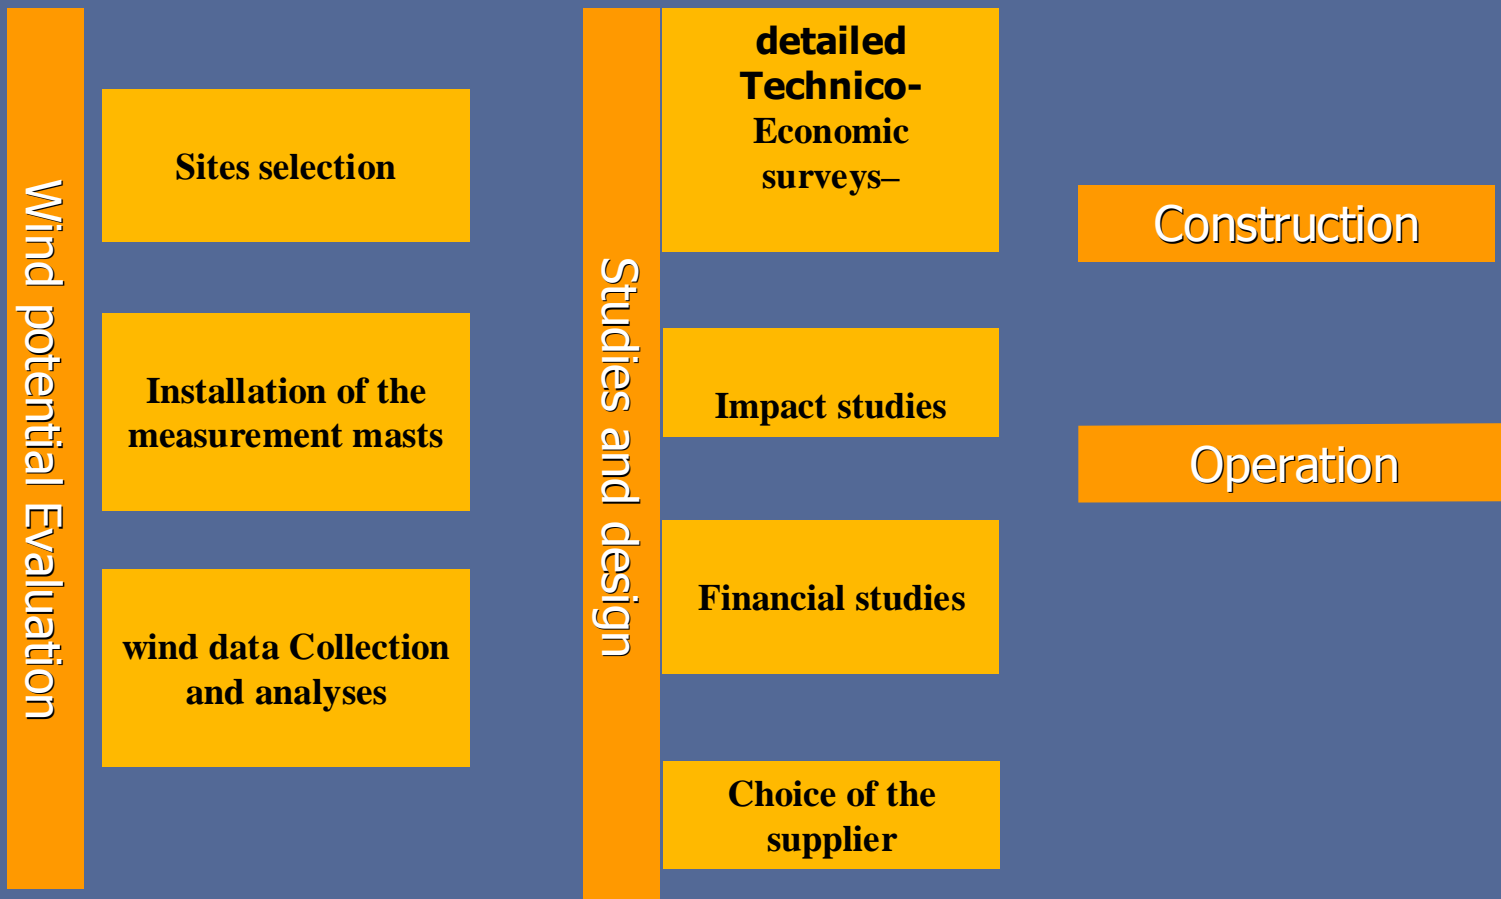 Wind potential Evaluation
Sites selection
Installation of the
measurement masts
wind data Collection
and analyses
Studies and design
detailed
Technico-
Economic
surveys–
Impact studies
Financial studies
Choice of the
supplier
Construction
Operation